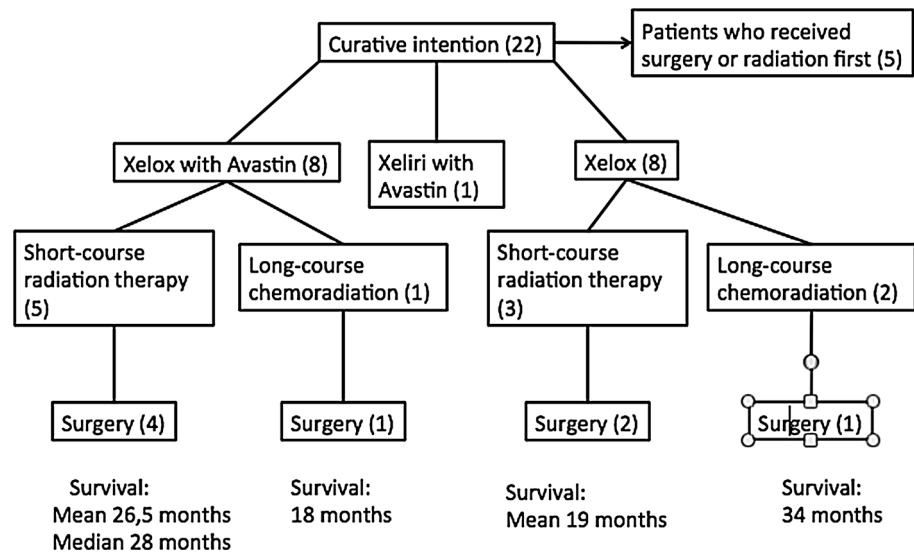 Curative intention (22)
Patients who received
surgery or radiation first (5)
Xelox with Avastin (8)
Xeliri with
Avastin (1)
Xelox (8)
Short-course
radiation therapy
(5)
Long-course
chemoradiation (1)
Short-course
radiation therapy
(3)
Long-course
chemoradiation (2)
Surgery (4)
Surgery (1)
Surgery (2)
Surgery (1)
Survival:
Mean 26,5 months
Median 28 months
Survival:
18 months
Survival:
Mean 19 months
Survival:
34 months